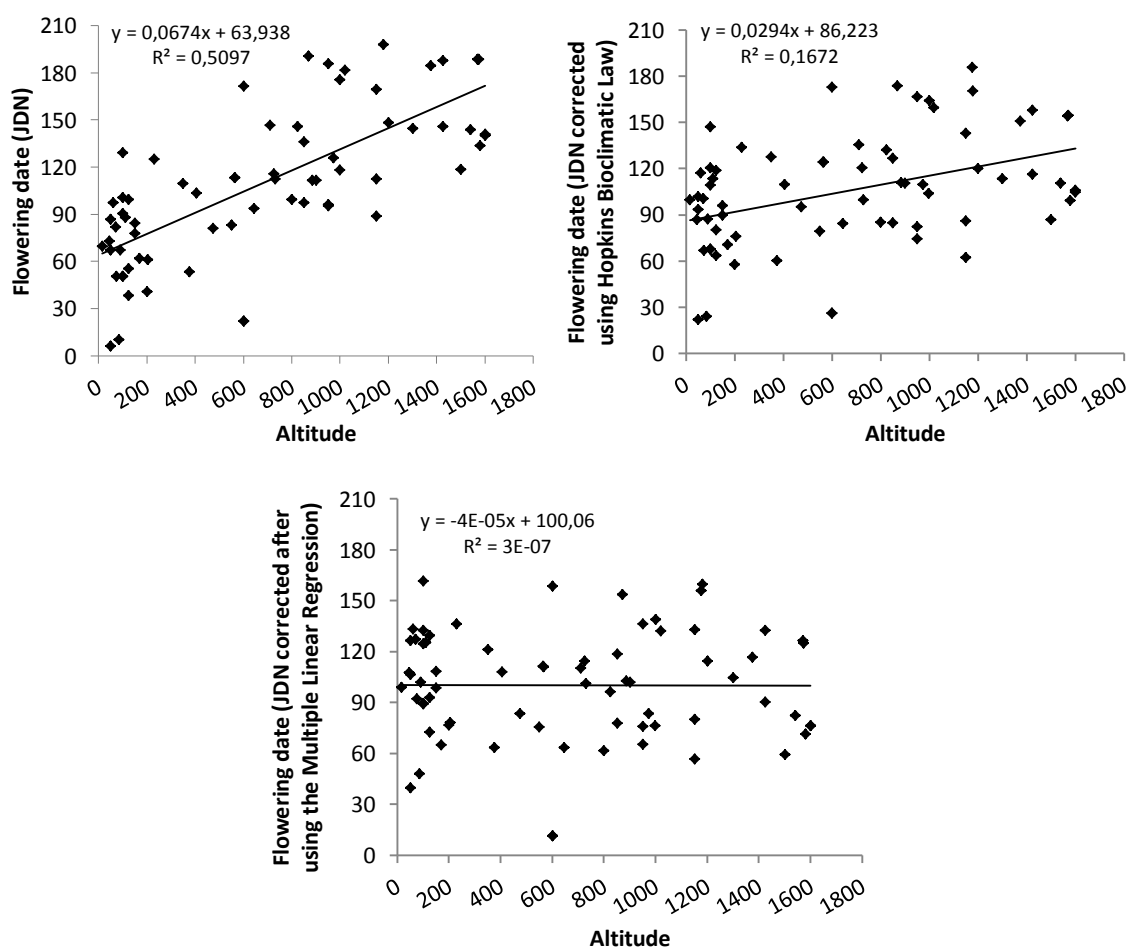 y = 0,0674x + 63,938
R² = 0,5097
Flowering date (JDN)
210
180
150
120
90
60
30
0
0 200 400 600 800 1000 1200 1400 1600 1800
Altitude
y = 0,0294x + 86,223
R² = 0,1672
Flowering date (JDN corrected
using Hopkins Bioclimatic Law)
210
180
150
120
90
60
30
0
0 200 400 600 800 1000 1200 1400 1600 1800
Altitude
y = -4E-05x + 100,06
R² = 3E-07
Flowering date (JDN corrected after
using the Multiple Linear Regression)
210
180
150
120
90
60
30
0
0 200 400 600 800 1000 1200 1400 1600 1800
Altitude